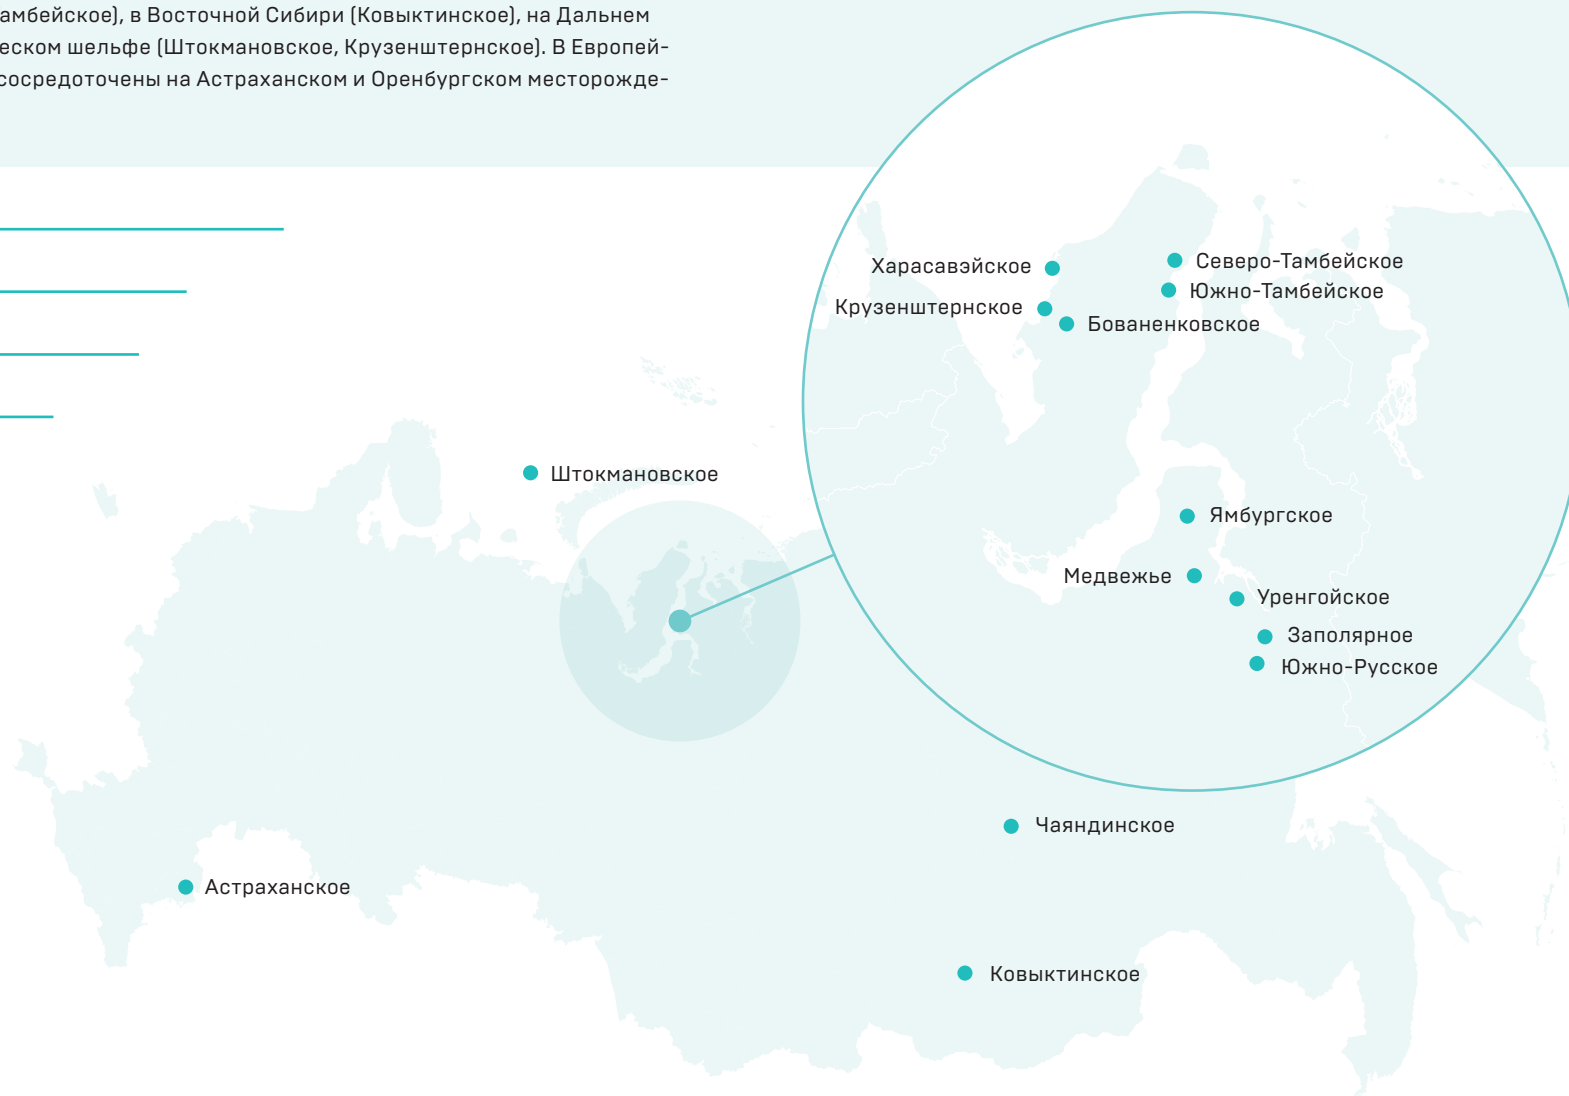 амбейское), в Восточной Сибири (Ковыктинское), на Дальнем
еском шельфе (Штокмановское, Крузенштернское). В Европей-
сосредоточены на Астраханском и Оренбургском месторожде-
Харасавэйское
Северо-Тамбейское
Южно-Тамбейское
Крузенштернское
Бованенковское
Штокмановское
Ямбургское
Медвежье
Уренгойское
Заполярное
Южно-Русское
Чаяндинское
Астраханское
Ковыктинское